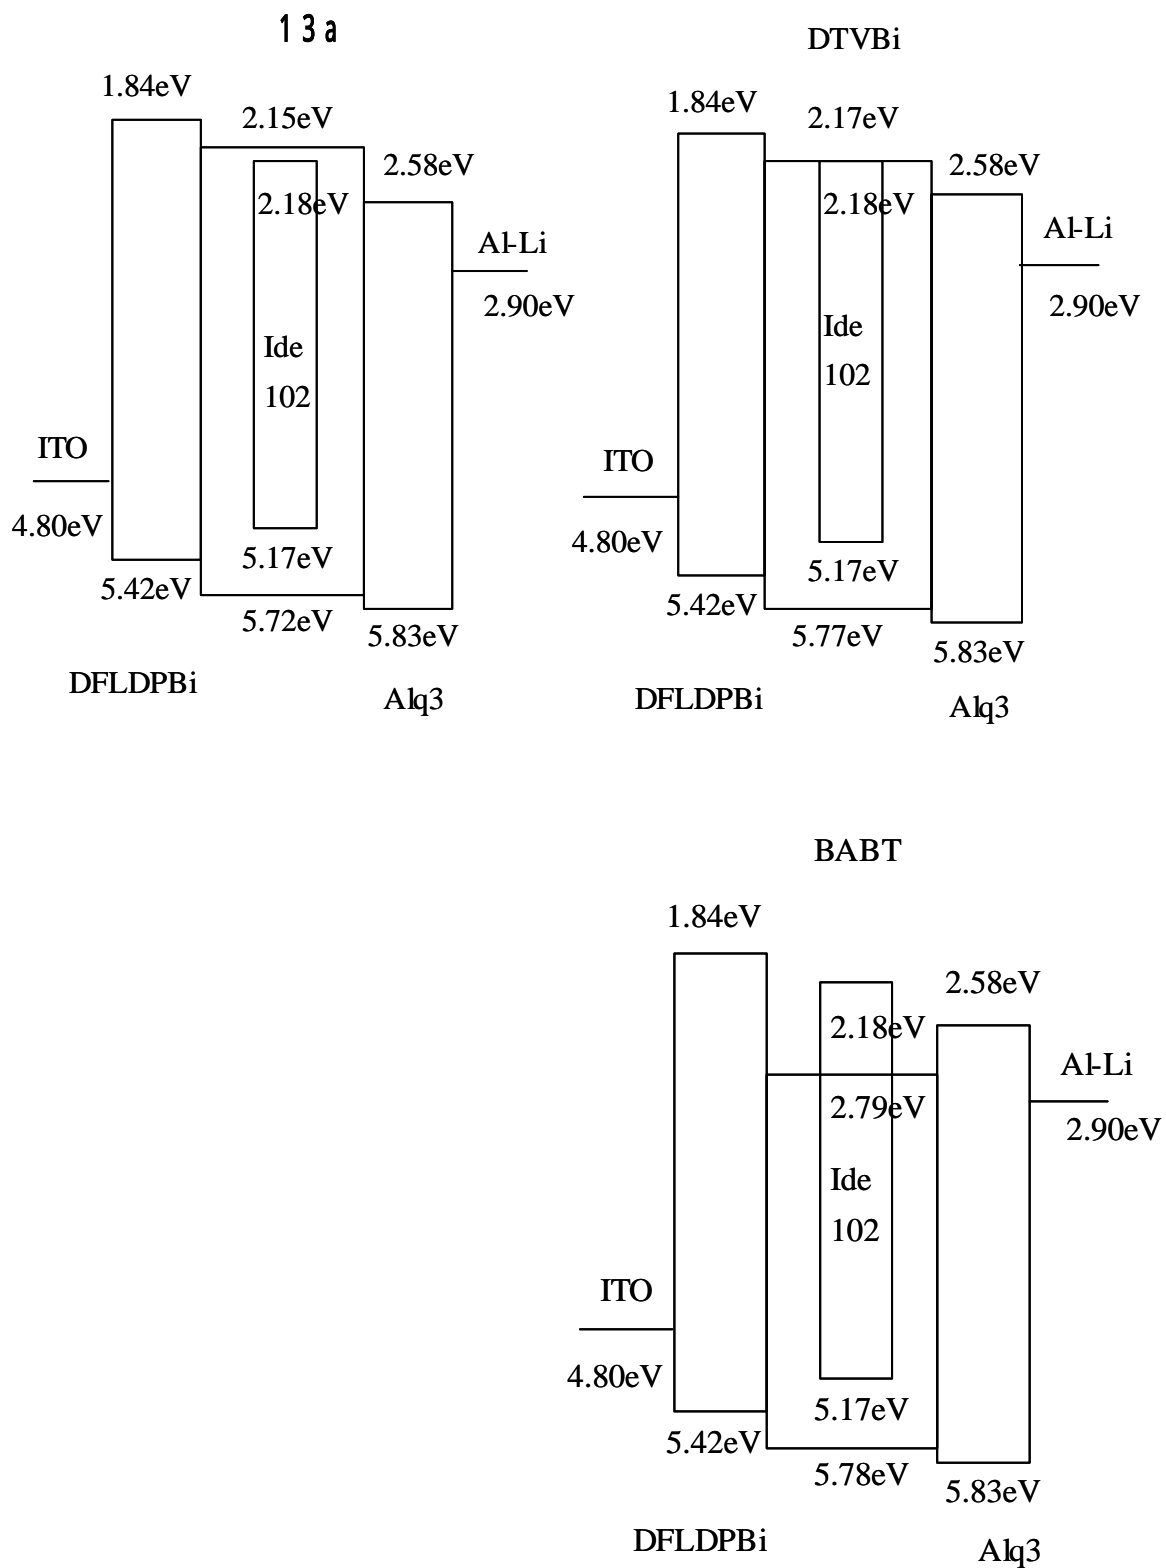 13a
1.84eV
2.15eV
2.58eV
2.18eV
Al-Li
2.90eV
Ide
102
ITO
4.80eV
5.17eV
5.42eV
5.72eV
5.83eV
DFLDPBi
Alq3
DTVBi
1.84eV
2.17eV
2.58eV
2.18eV
Al-Li
2.90eV
Ide
102
ITO
4.80eV
5.17eV
5.42eV
5.77eV
5.83eV
DFLDPBi
Alq3
BABT
1.84eV
2.58eV
2.18eV
Al-Li
2.79eV
2.90eV
Ide
102
ITO
4.80eV
5.17eV
5.42eV
5.78eV
5.83eV
DFLDPBi
Alq3